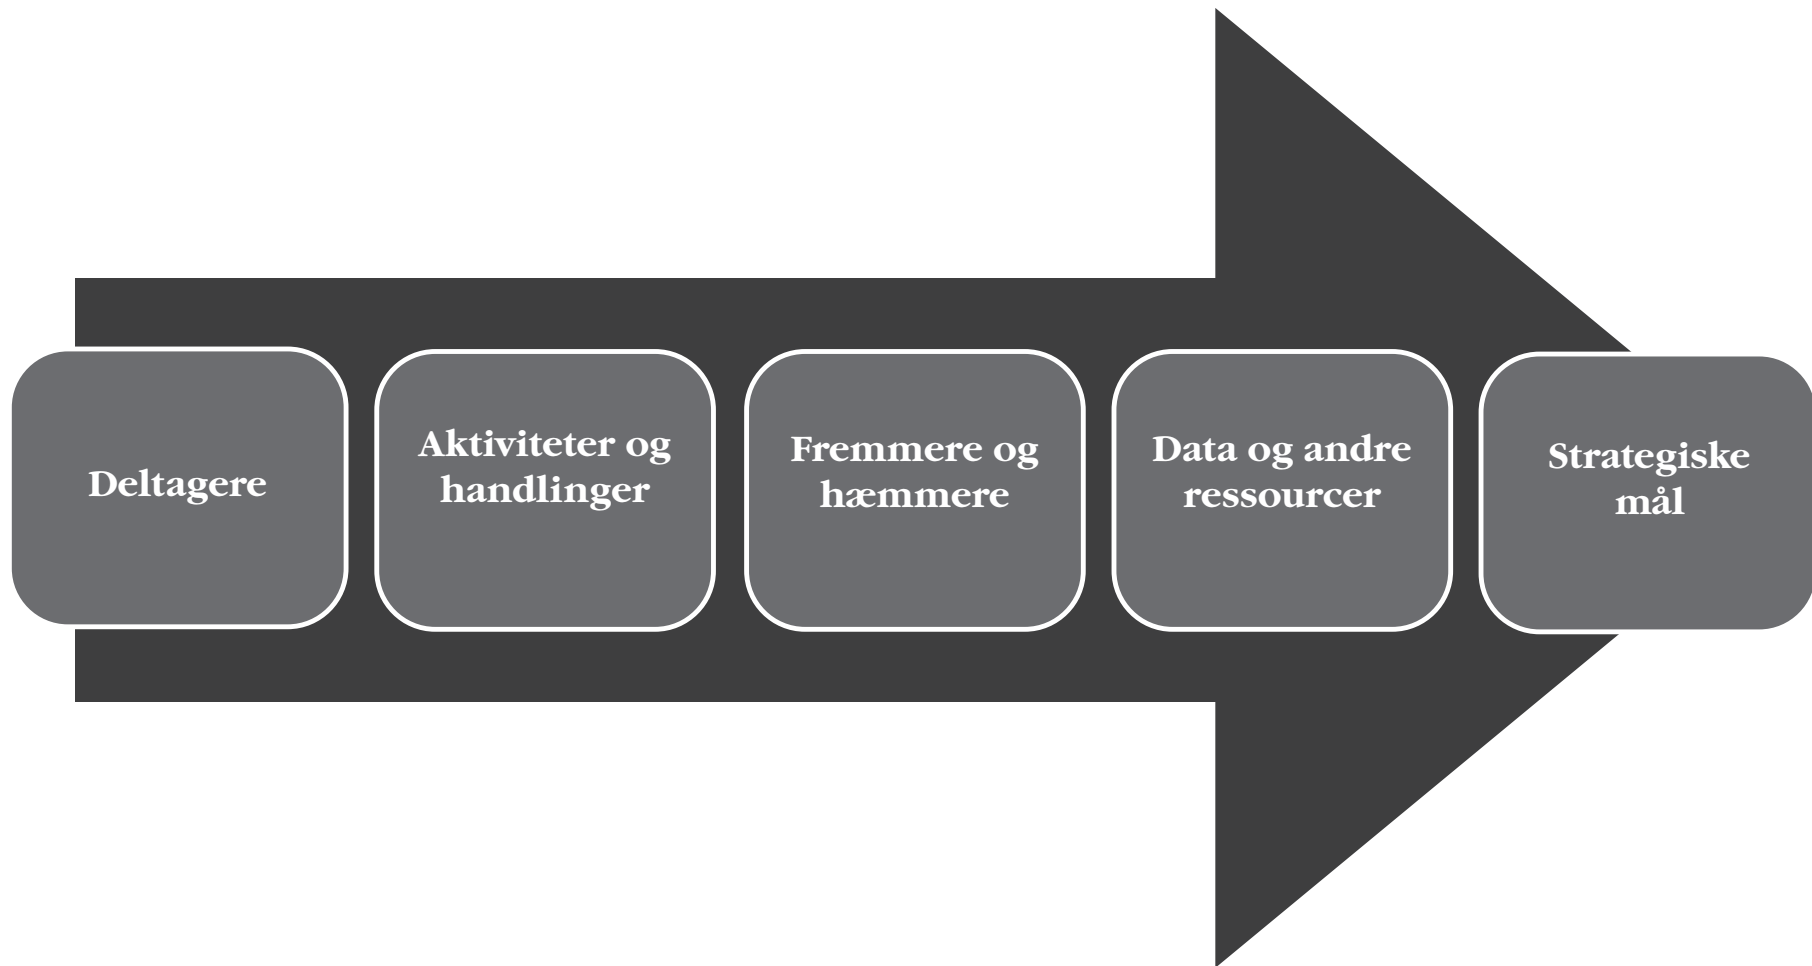 Deltagere
Aktiviteter og
handlinger
Fremmere og
hæmmere
Data og andre
ressourcer
Strategiske
mål